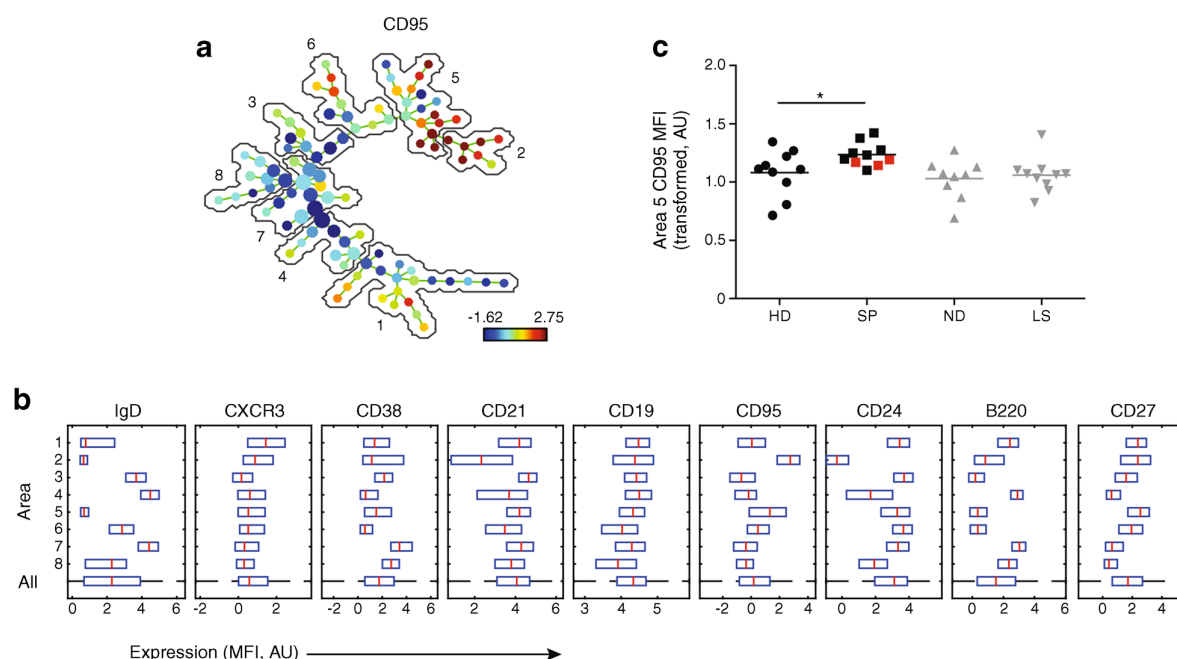 CD95
a
6
5
3
2
8
7
4
1
-1.62 2.75
c
2.0
1.5
1.0
0.5
0
Area 5 CD95 MFI
(transformed, AU)
*
HD SP ND LS
b
IgD CXCR3 CD38 CD21 CD19 CD95 CD24 B220 CD27
Area
1
2
3
4
5
6
7
8
All
0 2 4 6 -2 0 2 0 2 4 6 0 2 4 6 3 4 5 -2 0 2 4 0 2 4 0 2 4 6 0 2 4
Expression (MFI, AU)